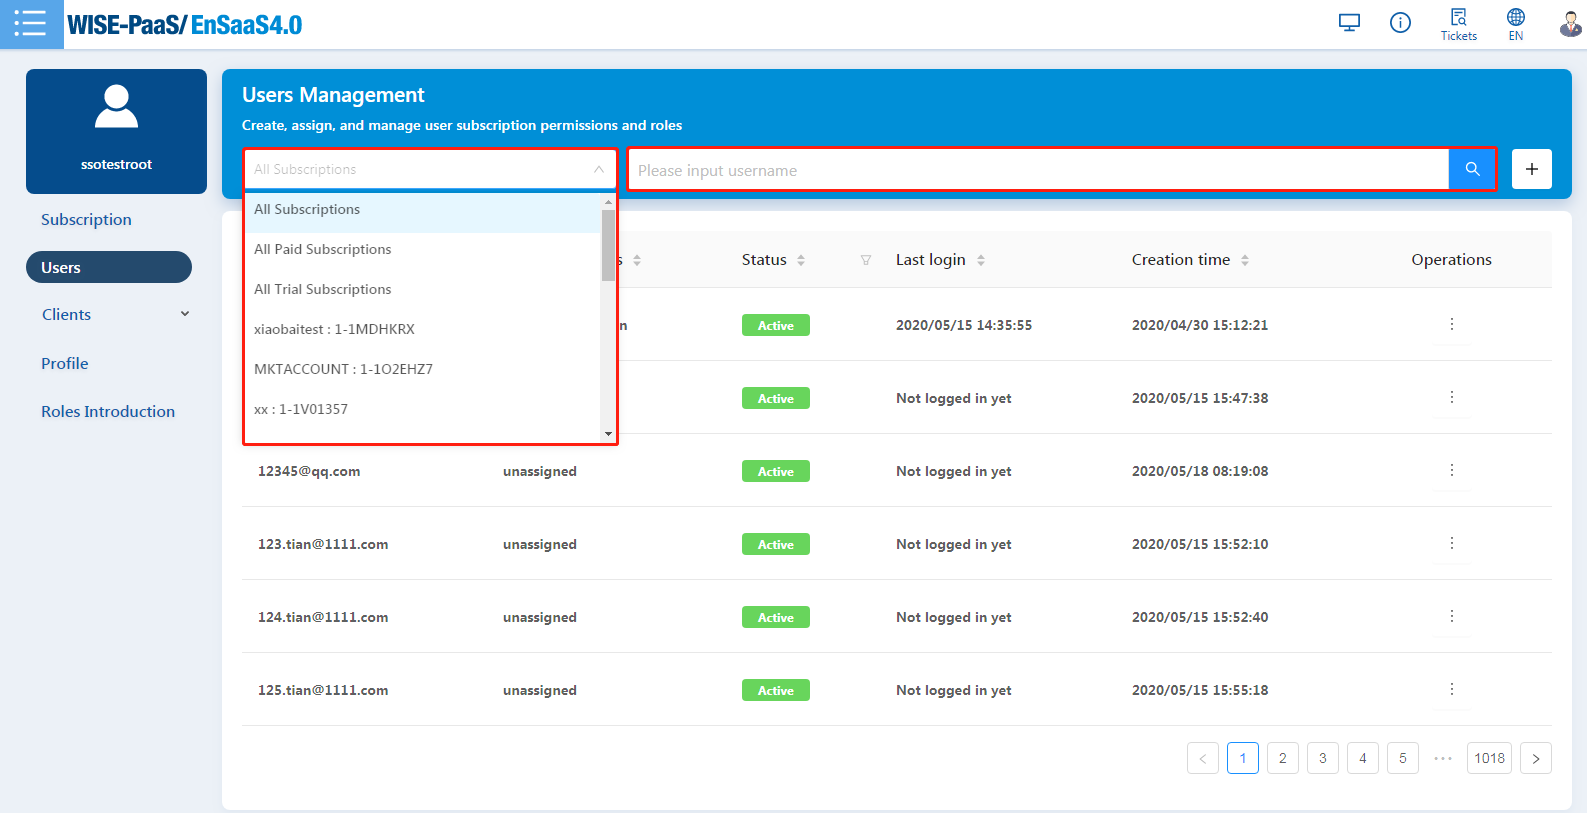 WISE-PaaS/ EnSaaS4.0
Tickets
EN
ssotestroot
Subscription
Users
Clients
Profile
Roles Introduction
Users Management
Create, assign, and manage user subscription permissions and roles
All Subscriptions
Please input username
All Subscriptions
All Paid Subscriptions
All Trial Subscriptions
xiaobaitest : 1-1MDHKRX
MKTACCOUNT : 1-1O2EHZ7
xx : 1-1V01357
s Status Last login Creation time Operations
n Active 2020/05/15 14:35:55 2020/04/30 15:12:21
Active Not logged in yet 2020/05/15 15:47:38
12345@qq.com unassigned Active Not logged in yet 2020/05/18 08:19:08
123.tian@1111.com unassigned Active Not logged in yet 2020/05/15 15:52:10
124.tian@1111.com unassigned Active Not logged in yet 2020/05/15 15:52:40
125.tian@1111.com unassigned Active Not logged in yet 2020/05/15 15:55:18
< 1 2 3 4 5 ••• 1018 >